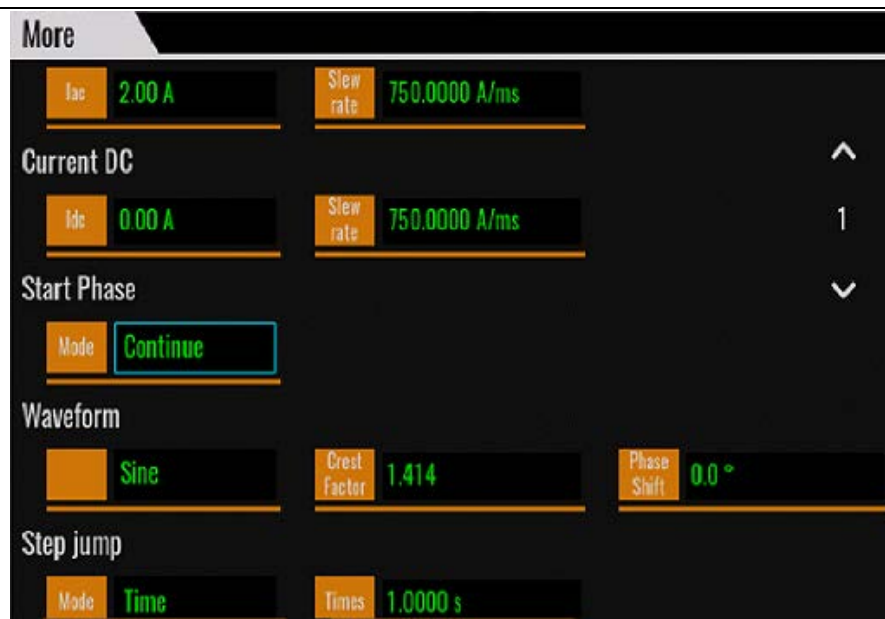 More
Iac 2.00 A Slew rate 750.0000 A/ms
Current DC
Idc 0.00 A Slew rate 750.0000 A/ms
1
Start Phase
Mode Continue
Waveform
Sine Crest Factor 1.414 Phase Shift 0.0 °
Step jump
Mode Time Times 1.0000 s